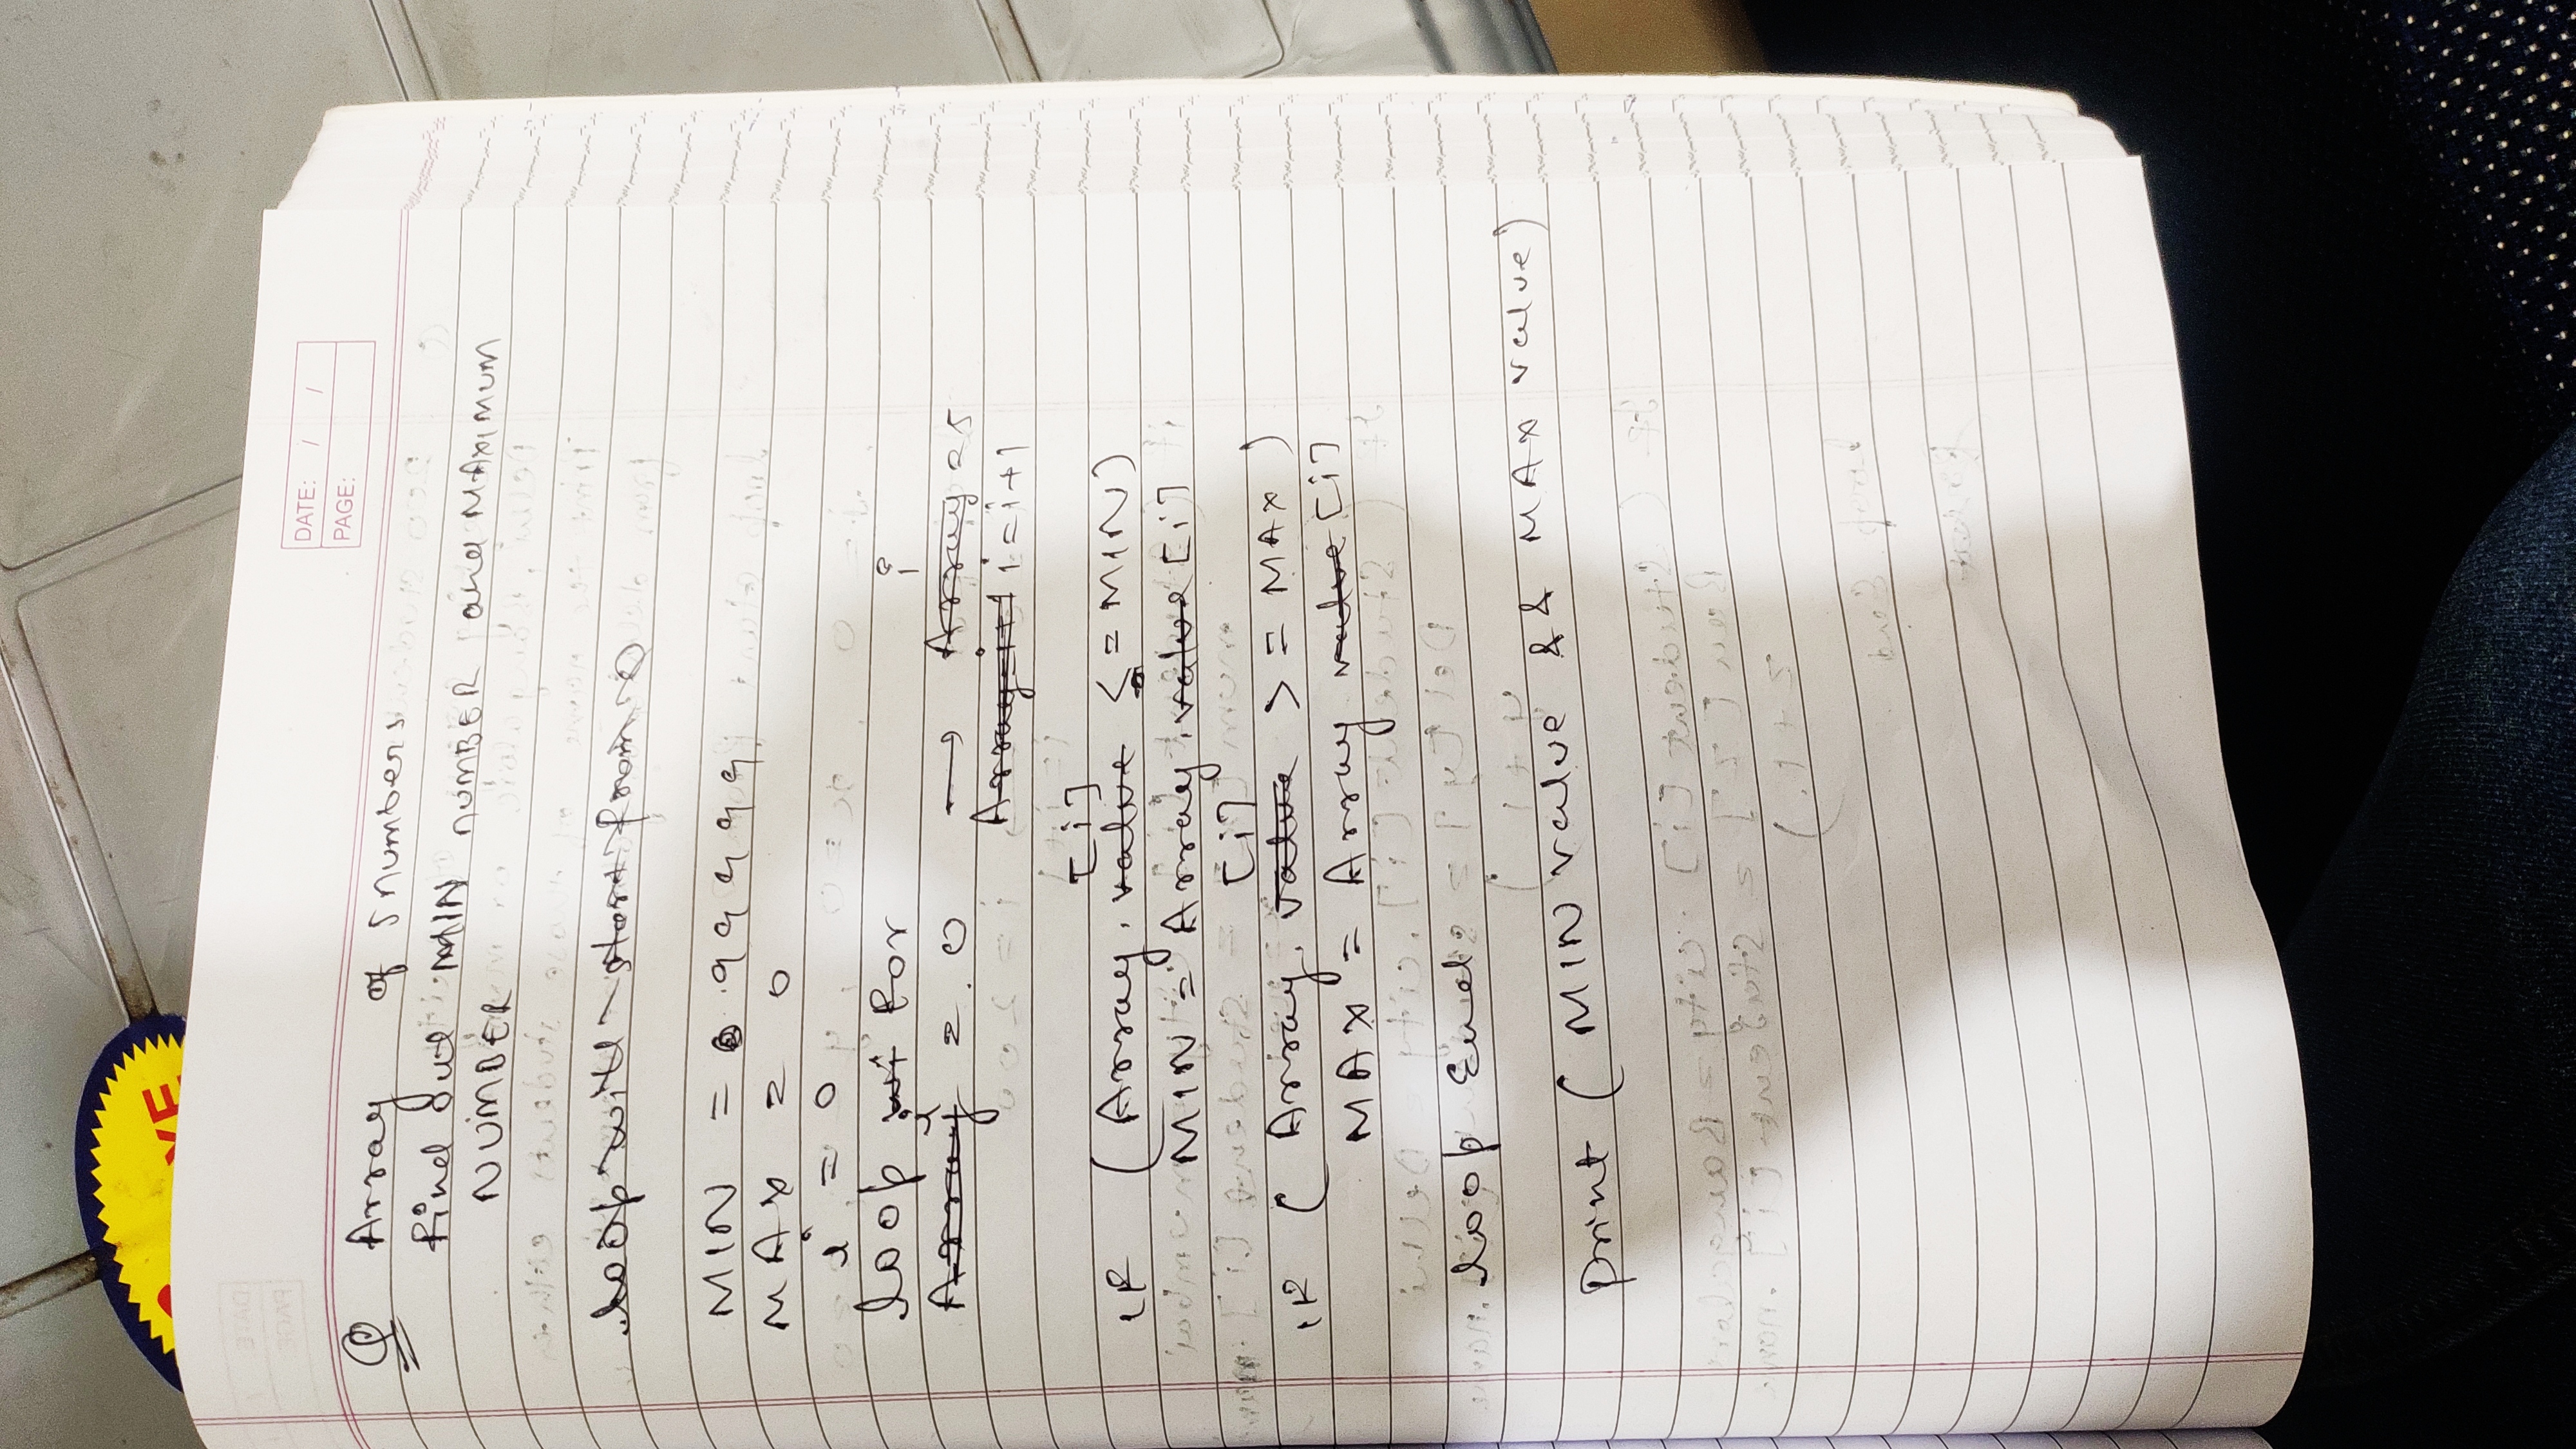 XE
DATE: / /
PAGE:
Q Array of 5 numbers
find out MIN NUMBER and MAXIMUM
NUMBER
loop will start from 0
MIN = 99999
MAX = 0
i = 0
loop for
i
Array = 0 → Array = 5
Array=i+1 i=i+1
[i]
if (Array.value <=MIN)
MIN = Array.value [i]
[i]
if (Array.value >= MAX)
MAX = Array value [i]
loop End
print (MIN value && MAX value)